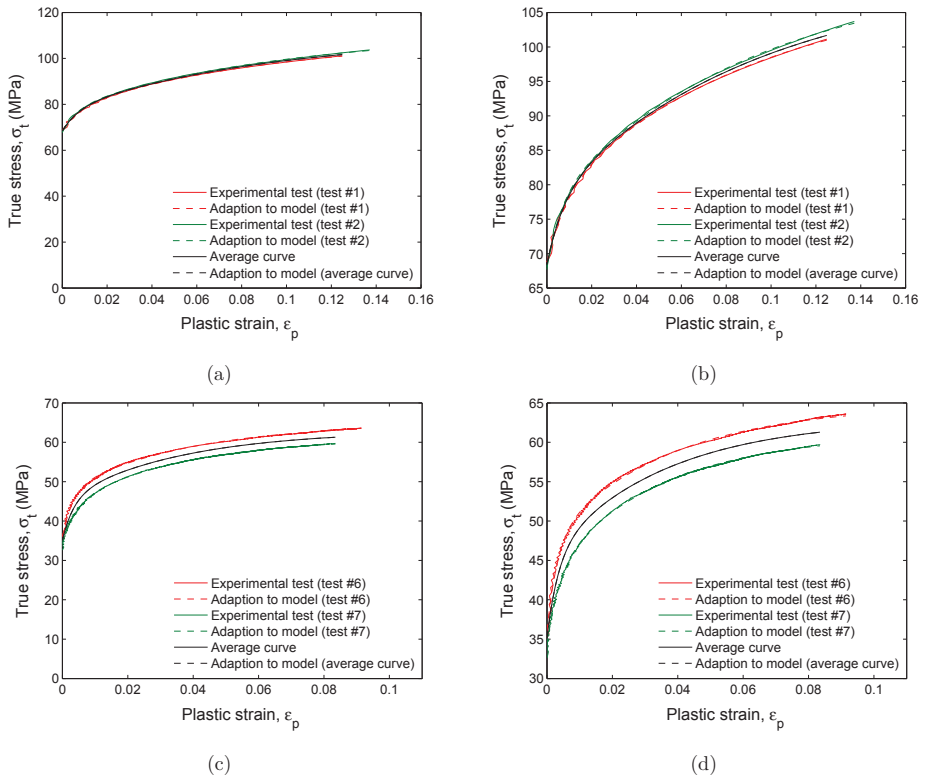 120
100
80
60
40
20
0
True stress, σt (MPa)
Experimental test (test #1)
Adaption to model (test #1)
Experimental test (test #2)
Adaption to model (test #2)
Average curve
Adaption to model (average curve)
0 0.02 0.04 0.06 0.08 0.1 0.12 0.14 0.16
Plastic strain, εp
(a)
105
100
95
90
85
80
75
70
65
True stress, σt (MPa)
Experimental test (test #1)
Adaption to model (test #1)
Experimental test (test #2)
Adaption to model (test #2)
Average curve
Adaption to model (average curve)
0 0.02 0.04 0.06 0.08 0.1 0.12 0.14 0.16
Plastic strain, εp
(b)
70
60
50
40
30
20
10
0
True stress, σt (MPa)
Experimental test (test #6)
Adaption to model (test #6)
Experimental test (test #7)
Adaption to model (test #7)
Average curve
Adaption to model (average curve)
0 0.02 0.04 0.06 0.08 0.1
Plastic strain, εp
(c)
65
60
55
50
45
40
35
30
True stress, σt (MPa)
Experimental test (test #6)
Adaption to model (test #6)
Experimental test (test #7)
Adaption to model (test #7)
Average curve
Adaption to model (average curve)
0 0.02 0.04 0.06 0.08 0.1
Plastic strain, εp
(d)